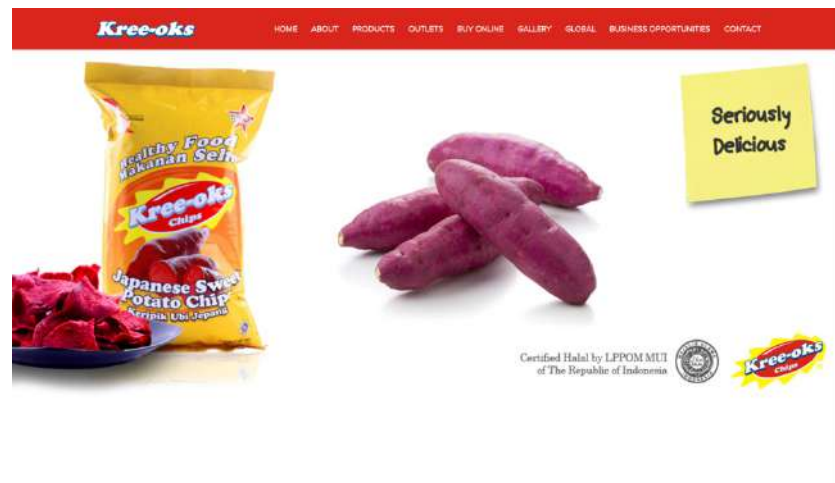 Kree-oks
HOME ABOUT PRODUCTS OUTLETS BUY ONLINE GALLERY GLOBAL BUSINESS OPPORTUNITIES CONTACT
Healthy Food
Makanan Seh
Kree-oks
Chips
Japanese Sweet
Potato Chip
Keripik Ubi Jepang
Seriously
Delicious
Certified Halal by LPPOM MUI
of The Republic of Indonesia
Kree-oks
Chips